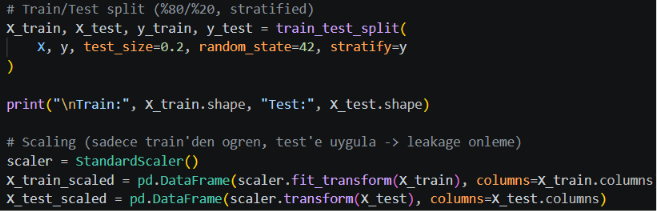 # Train/Test split (%80/%20, stratified)
X_train, X_test, y_train, y_test = train_test_split(
    X, y, test_size=0.2, random_state=42, stratify=y
)
print("\nTrain:", X_train.shape, "Test:", X_test.shape)
# Scaling (sadece train'den ogren, test'e uygula -> leakage onleme)
scaler = StandardScaler()
X_train_scaled = pd.DataFrame(scaler.fit_transform(X_train), columns=X_train.columns
X_test_scaled = pd.DataFrame(scaler.transform(X_test), columns=X_test.columns)